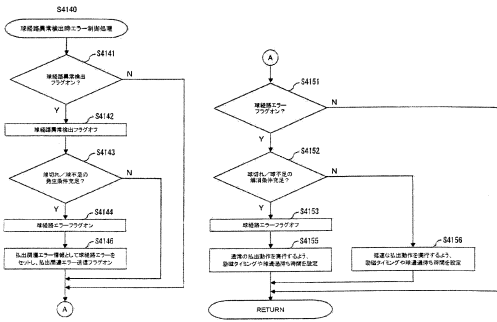 S4140
球経路異常検出時エラー制御処理
S4141
球経路異常検出
フラグオン?
N
Y
S4142
球経路異常検出フラグオフ
S4143
球切れ/球不足の
発生条件充足?
N
Y
S4144
球経路エラーフラグオン
S4146
払出関連エラー情報として球経路エラーを
セットし、払出関連エラー送信フラグオン
A
A
S4151
球経路エラー
フラグオン?
N
Y
S4152
球切れ/球不足の
解消条件充足?
N
Y
S4153
球経路エラーフラグオフ
S4155
通常の払出動作を実行するよう、
励磁タイミングや球通過待ち時間を設定
S4156
低速な払出動作を実行するよう、
励磁タイミングや球通過待ち時間を設定
RETURN